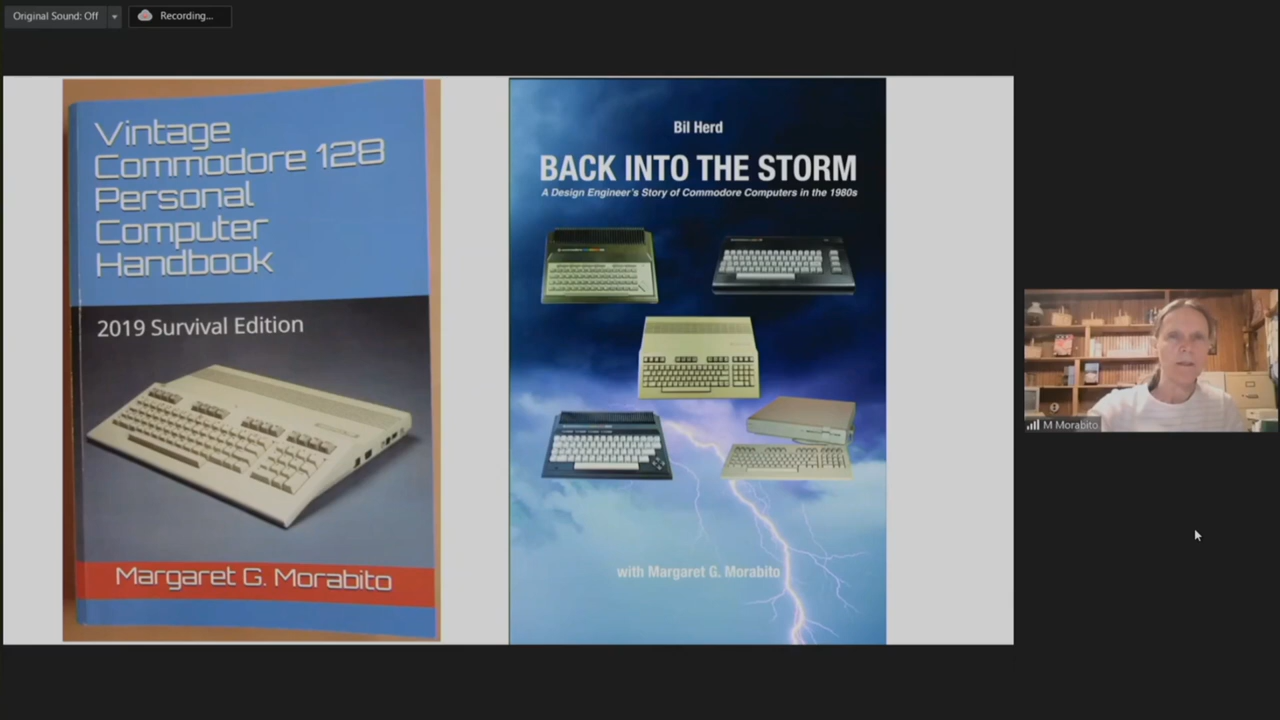 Original Sound: Off
Recording...
Vintage
Commodore 128
Personal
Computer
Handbook
2019 Survival Edition
Margaret G. Morabito
Bil Herd
BACK INTO THE STORM
A Design Engineer's Story of Commodore Computers in the 1980s
with Margaret G. Morabito
M Morabito